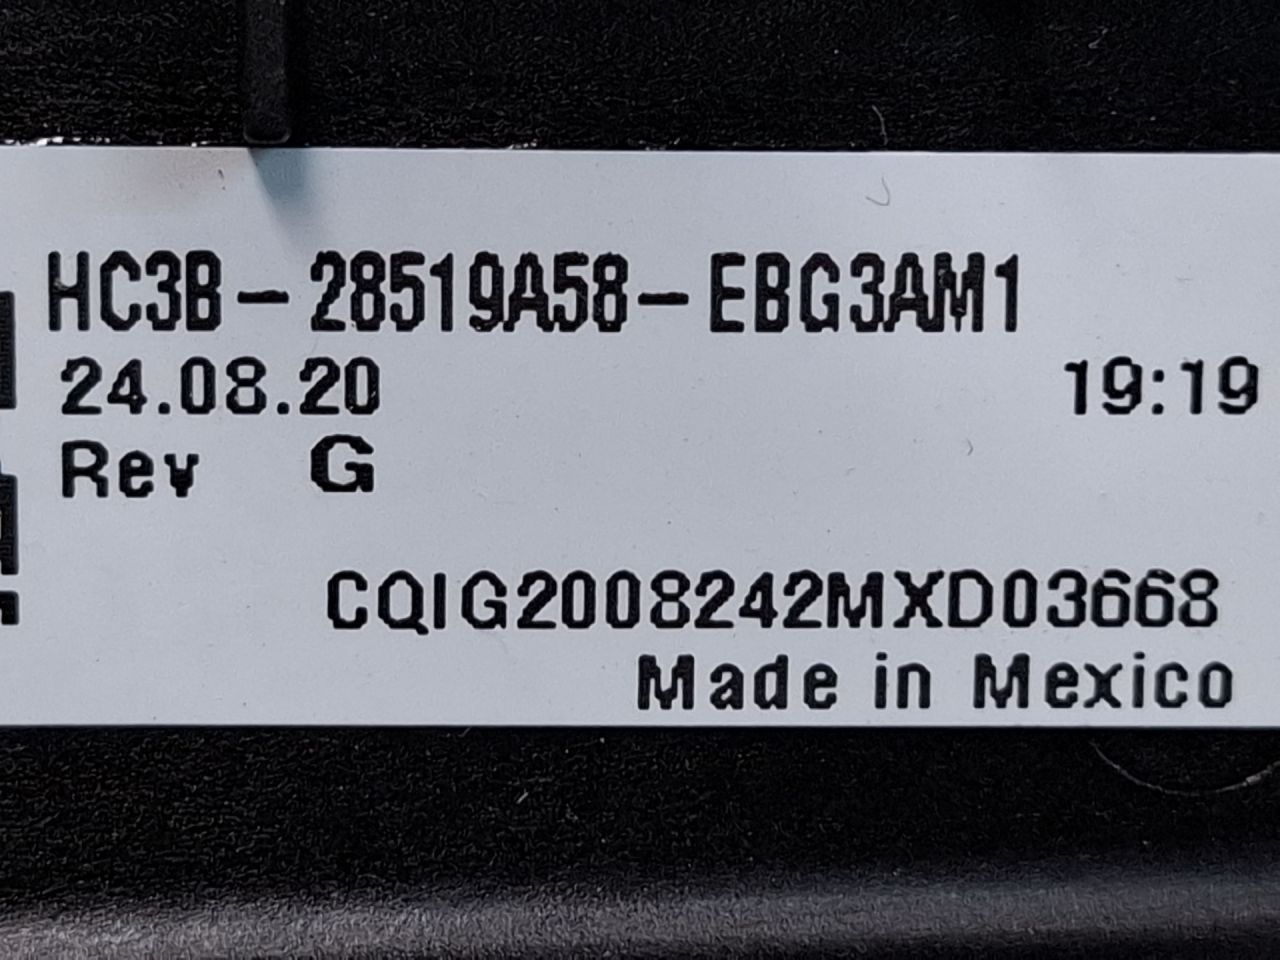 HC3B-28519A58-EBG3AM1
24.08.20 19:19
Rev G
CQIG2008242MXD03668
Made in Mexico